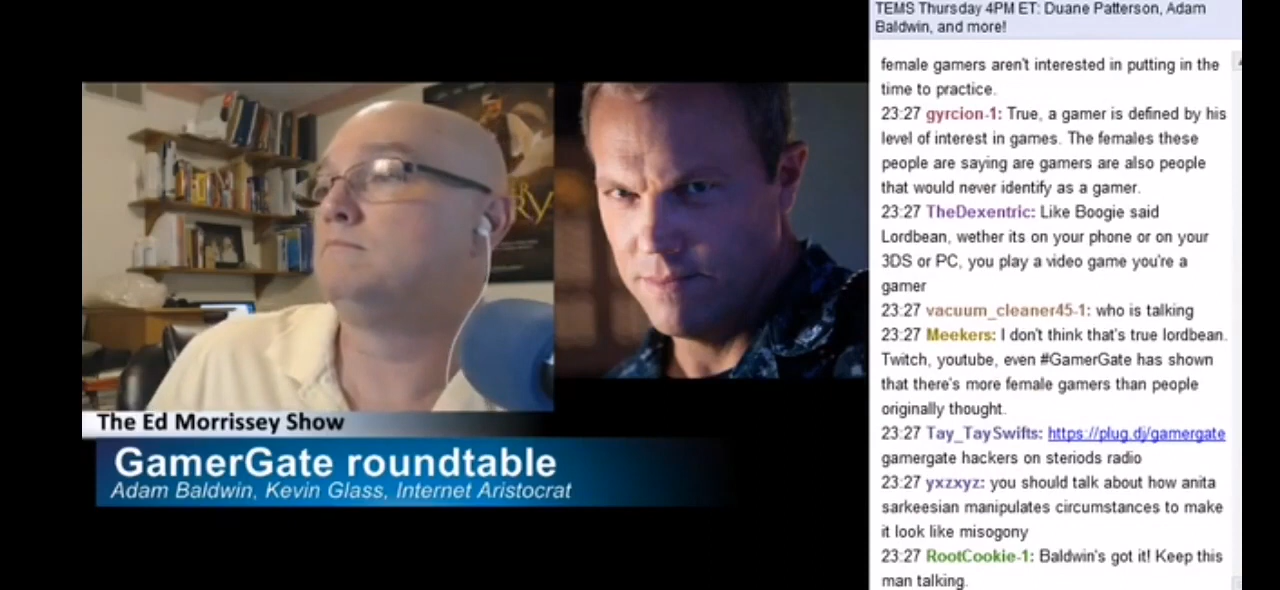 TEMS Thursday 4PM ET: Duane Patterson, Adam
Baldwin, and more!
female gamers aren't interested in putting in the
time to practice.
23:27 gyrcion-1: True, a gamer is defined by his
level of interest in games. The females these
people are saying are gamers are also people
that would never identify as a gamer.
23:27 TheDexentric: Like Boogie said
Lordbean, wether its on your phone or on your
3DS or PC, you play a video game you're a
gamer
23:27 vacuum_cleaner45-1: who is talking
23:27 Meekers: I don't think that's true lordbean.
Twitch, youtube, even #GamerGate has shown
that there's more female gamers than people
originally thought.
23:27 Tay_TaySwifts: https://plug.dj/gamergate
gamergate hackers on steriods radio
23:27 yxzxyz: you should talk about how anita
sarkeesian manipulates circumstances to make
it look like misogony
23:27 RootCookie-1: Baldwin's got it! Keep this
man talking.
The Ed Morrissey Show
GamerGate roundtable
Adam Baldwin, Kevin Glass, Internet Aristocrat